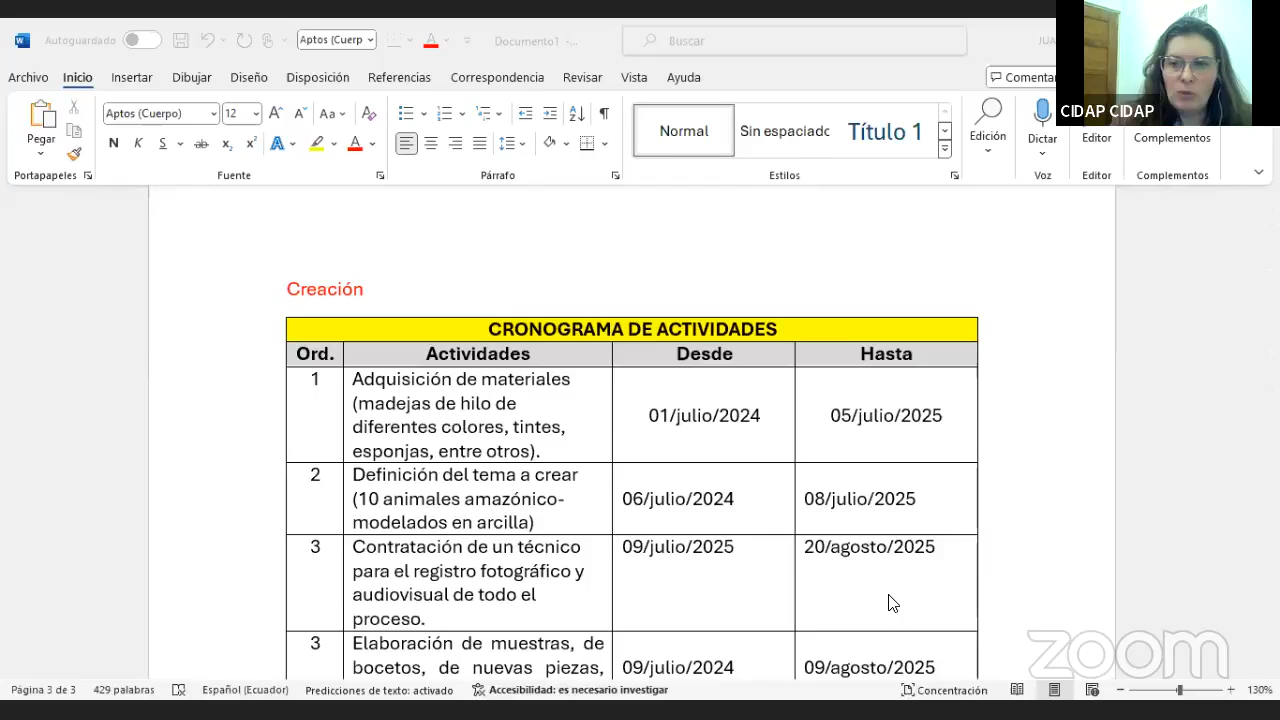 Autoguardado
Aptos (Cuerp
Documento1 -...
Buscar
JUA
CIDAP CIDAP
Archivo Inicio Insertar Dibujar Diseño Disposición Referencias Correspondencia Revisar Vista Ayuda
Comentar
Pegar
Aptos (Cuerpo) 12
Normal
Sin espaciado
Título 1
Edición
Dictar
Editor
Complementos
Portapapeles Fuente Párrafo Estilos Voz Editor Complementos
Creación
CRONOGRAMA DE ACTIVIDADES
Ord. Actividades Desde Hasta
1 Adquisición de materiales
(madejas de hilo de
diferentes colores, tintes,
esponjas, entre otros).
01/julio/2024 05/julio/2025
2 Definición del tema a crear
(10 animales amazónico-
modelados en arcilla)
06/julio/2024 08/julio/2025
3 Contratación de un técnico
para el registro fotográfico y
audiovisual de todo el
proceso.
09/julio/2025 20/agosto/2025
3 Elaboración de muestras, de
bocetos, de nuevas piezas,
09/julio/2024 09/agosto/2025
zoom
Página 3 de 3 429 palabras Español (Ecuador) Predicciones de texto: activado Accesibilidad: es necesario investigar Concentración 130%